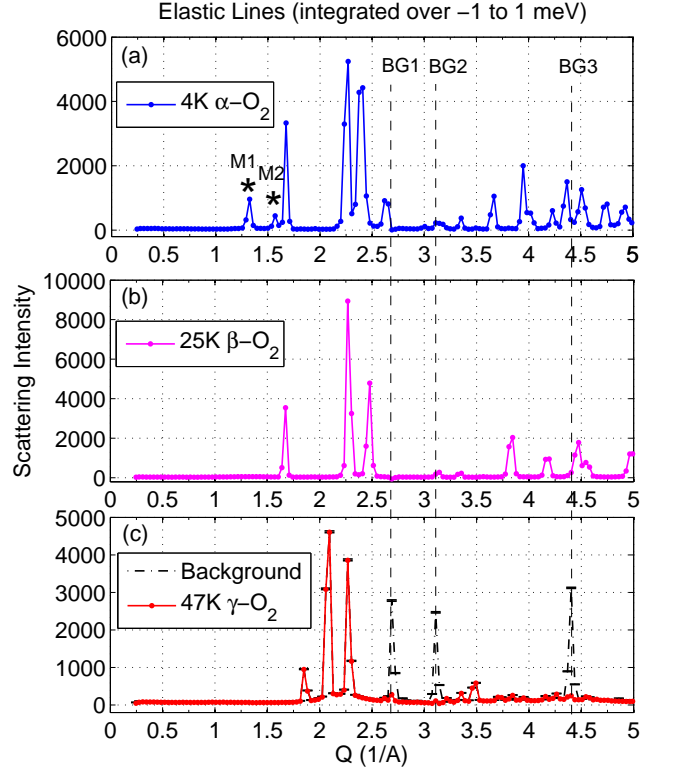 Elastic Lines (integrated over −1 to 1 meV)
6000
4000
2000
0
(a)
4K α−O2
M1
*
M2
*
BG1
BG2
BG3
0 0.5 1 1.5 2 2.5 3 3.5 4 4.5 5
Scattering Intensity
10000
8000
6000
4000
2000
0
(b)
25K β−O2
0 0.5 1 1.5 2 2.5 3 3.5 4 4.5 5
5000
4000
3000
2000
1000
0
(c)
Background
47K γ−O2
0 0.5 1 1.5 2 2.5 3 3.5 4 4.5 5
Q (1/A)